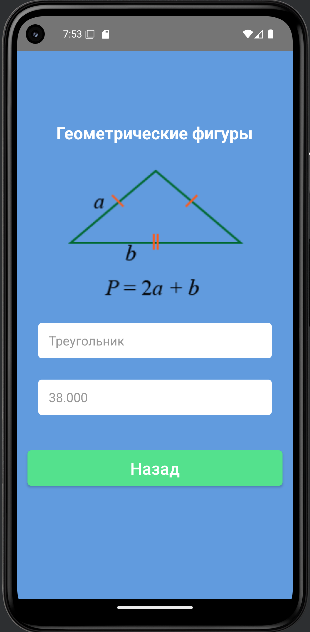 7:53
Геометрические фигуры
a
b
P = 2a + b
Треугольник
38.000
Назад